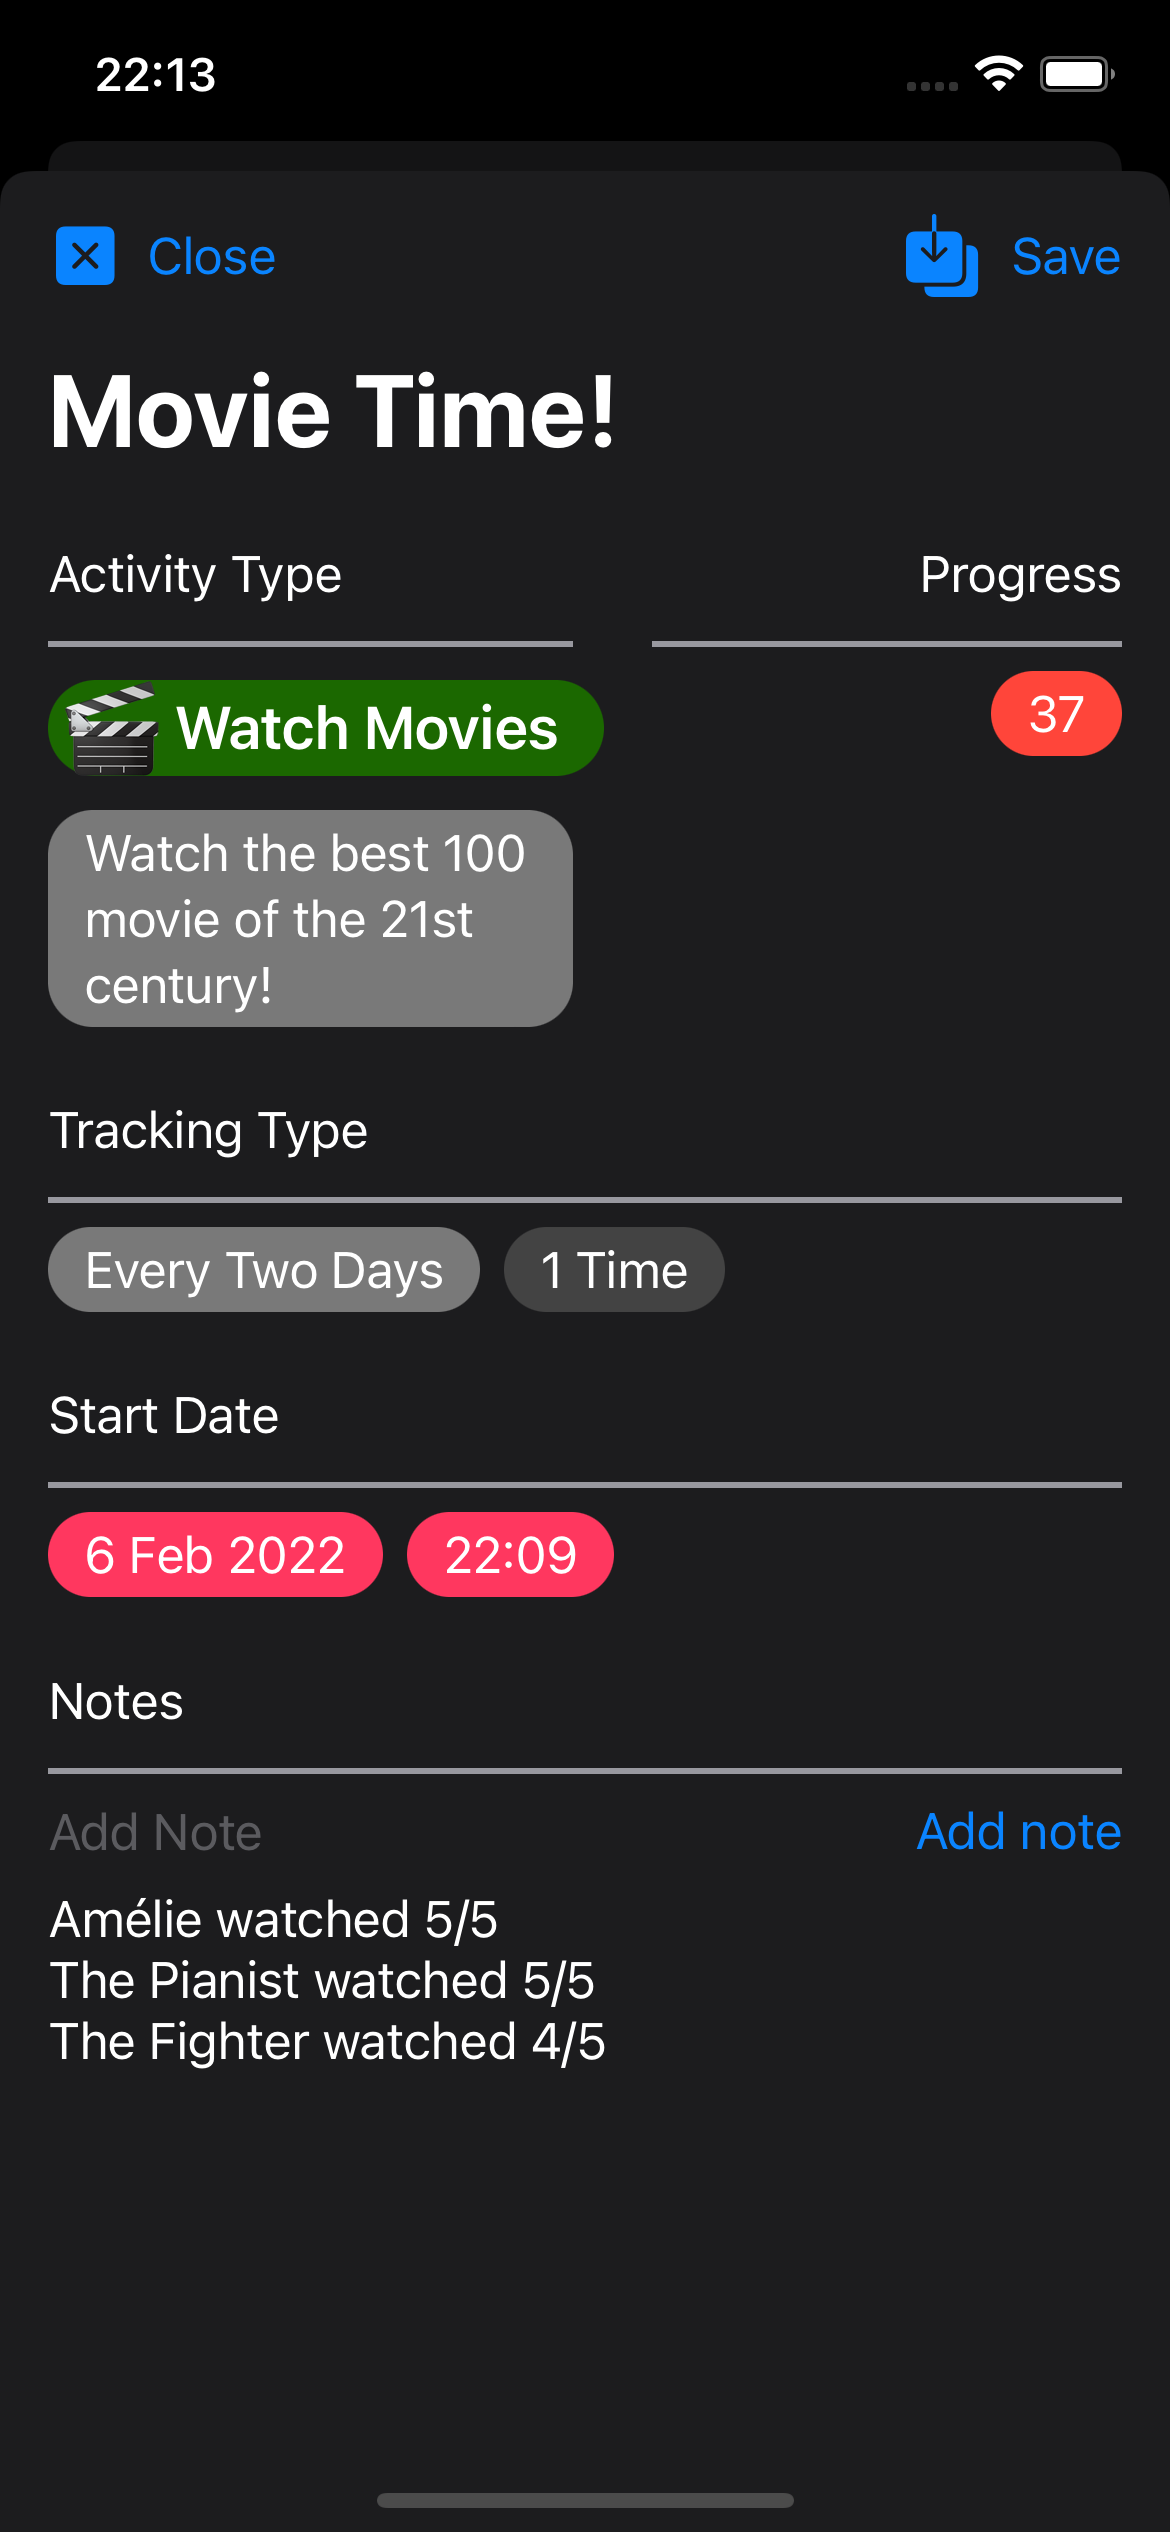 22:13
Close
Save
Movie Time!
Activity Type
Progress
Watch Movies
37
Watch the best 100
movie of the 21st
century!
Tracking Type
Every Two Days
1 Time
Start Date
6 Feb 2022
22:09
Notes
Add Note
Add note
Amélie watched 5/5
The Pianist watched 5/5
The Fighter watched 4/5